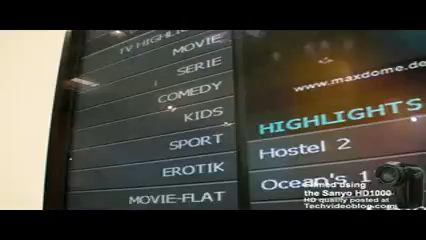 TV HIGHLIGHTS
MOVIE
SERIE
COMEDY
KIDS
SPORT
EROTIK
MOVIE-FLAT
www.maxdome.de
HIGHLIGHTS
Hostel 2
Ocean's 1
Filmed using
the Sanyo HD1000
HD quality posted at
Techvideoblog.com